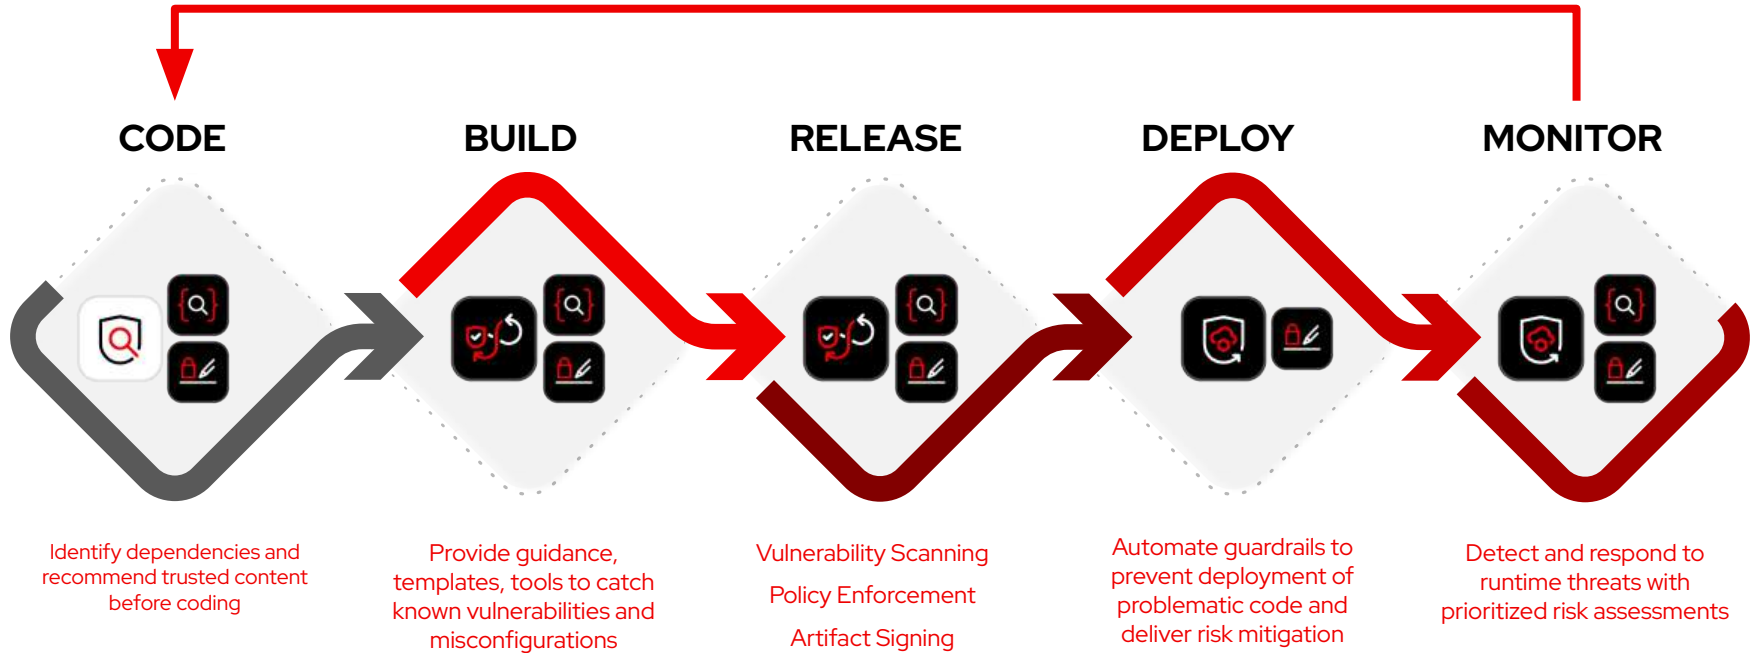 CODE
BUILD
RELEASE
DEPLOY
MONITOR
Identify dependencies and
recommend trusted content
before coding
Provide guidance,
templates, tools to catch
known vulnerabilities and
misconfigurations
Vulnerability Scanning
Policy Enforcement
Artifact Signing
Automate guardrails to
prevent deployment of
problematic code and
deliver risk mitigation
Detect and respond to
runtime threats with
prioritized risk assessments